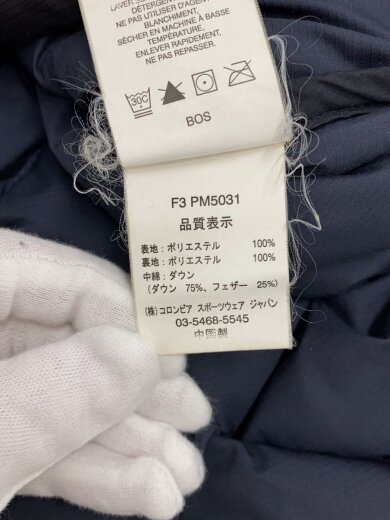 LAVER SÉPARÉMENT
DÉTERGENT
NE PAS UTILISER D'AGENT
BLANCHIMENT.
SÉCHER EN MACHINE À BASSE
TEMPÉRATURE.
ENLEVER RAPIDEMENT.
NE PAS REPASSER.
30C
BOS
F3 PM5031
品質表示
表地：ポリエステル 100%
裏地：ポリエステル 100%
中綿：ダウン
(ダウン 75%、フェザー 25%)
(株)コロンビア スポーツウェア ジャパン
03-5468-5545
中国製